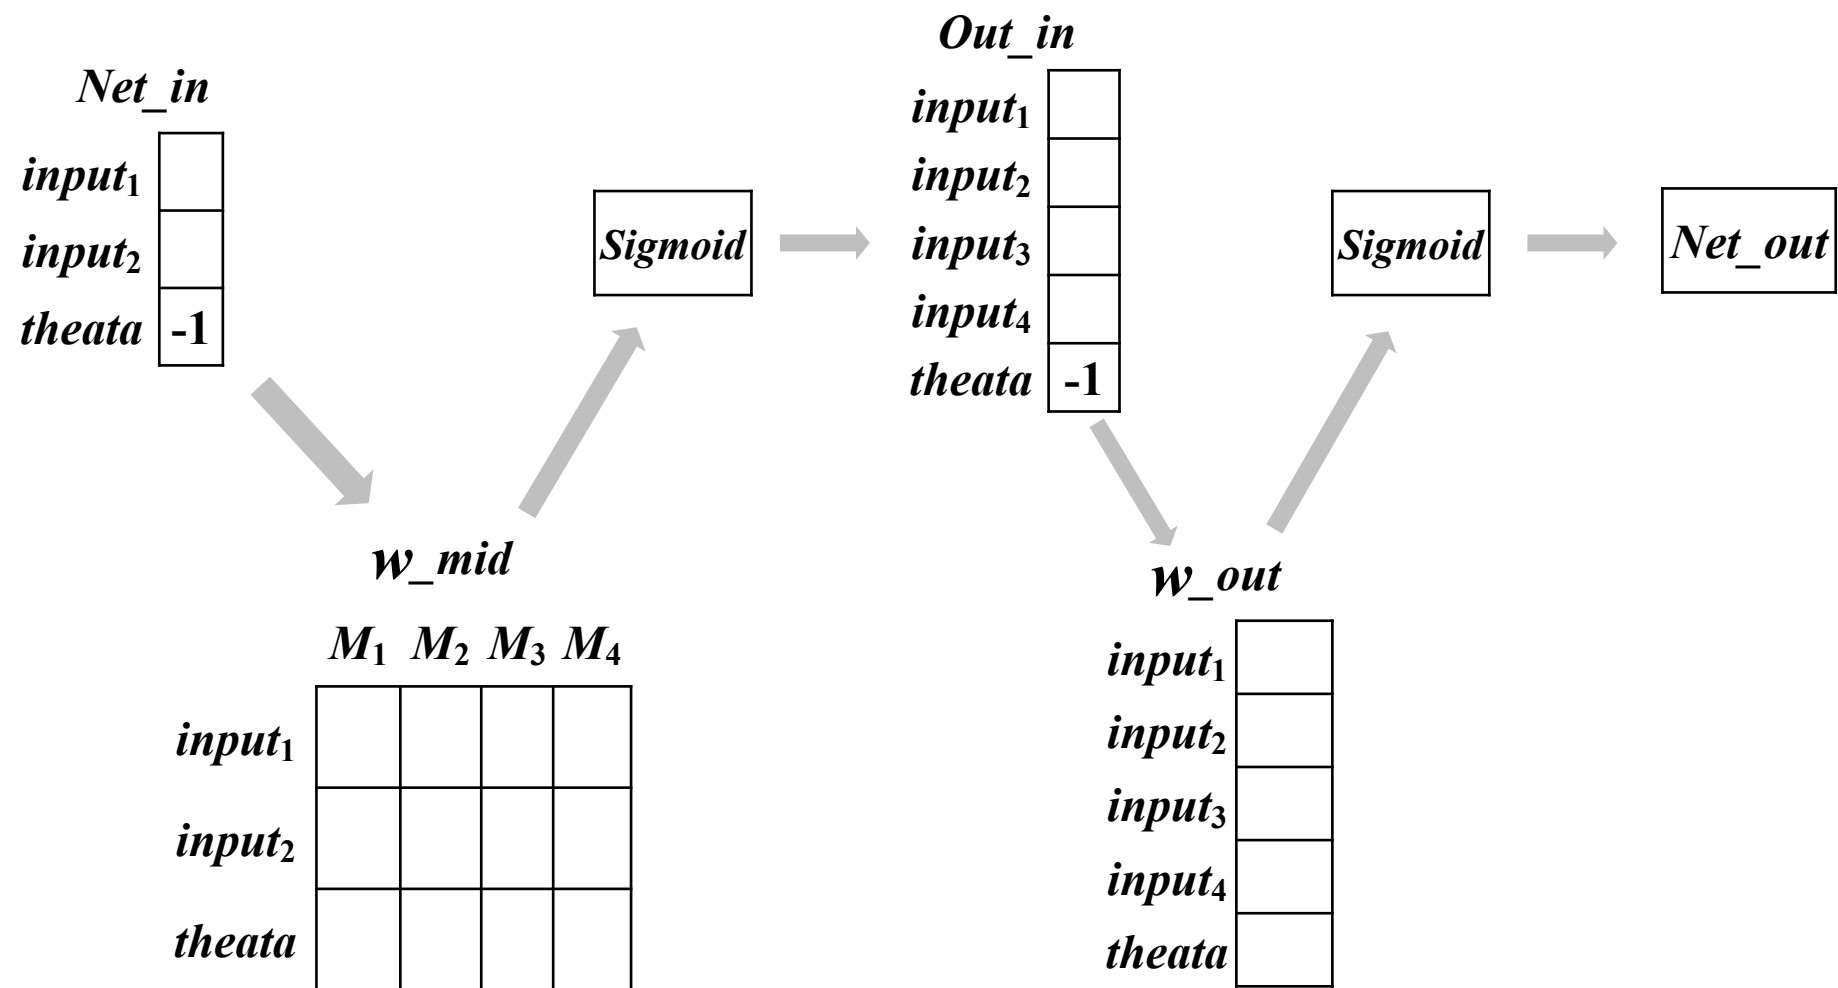 Net_in
input1
input2
theata -1
w_mid
M1 M2 M3 M4
input1
input2
theata
Sigmoid
Out_in
input1
input2
input3
input4
theata -1
w_out
input1
input2
input3
input4
theata
Sigmoid
Net_out